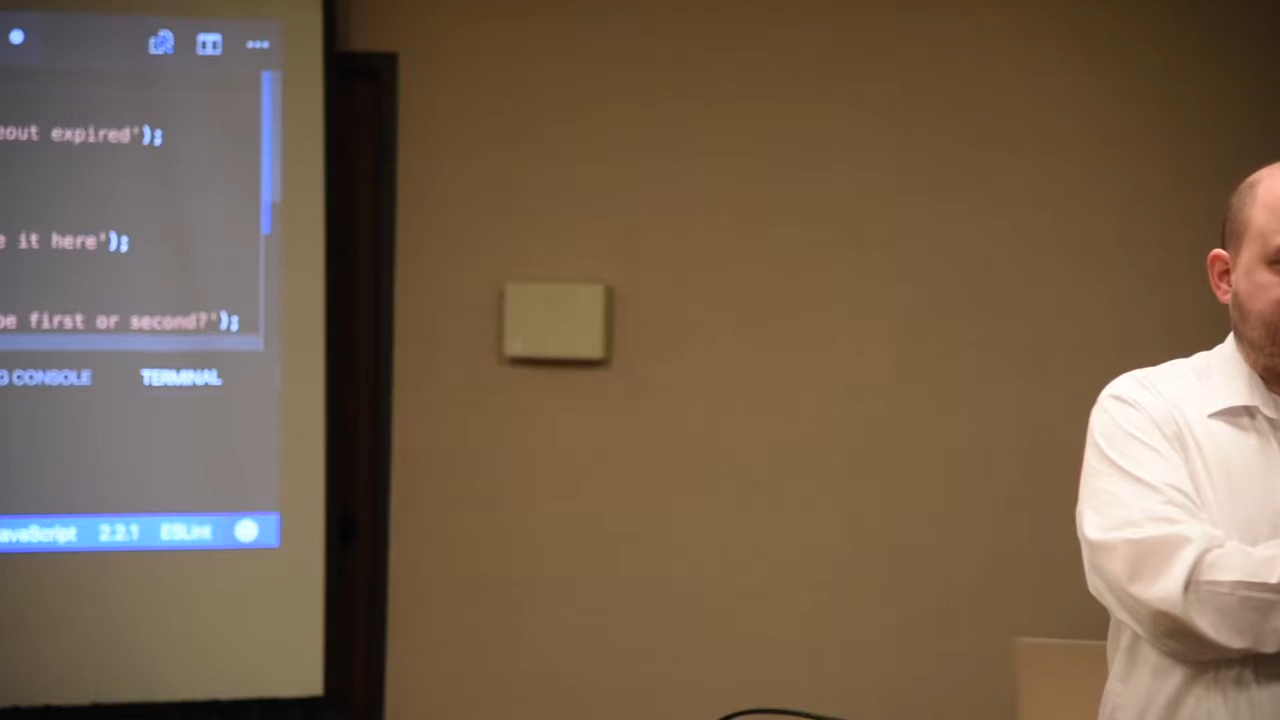 eout expired');
e it here');
be first or second?');
G CONSOLE TERMINAL
avaScript 2.2.1 ESLint